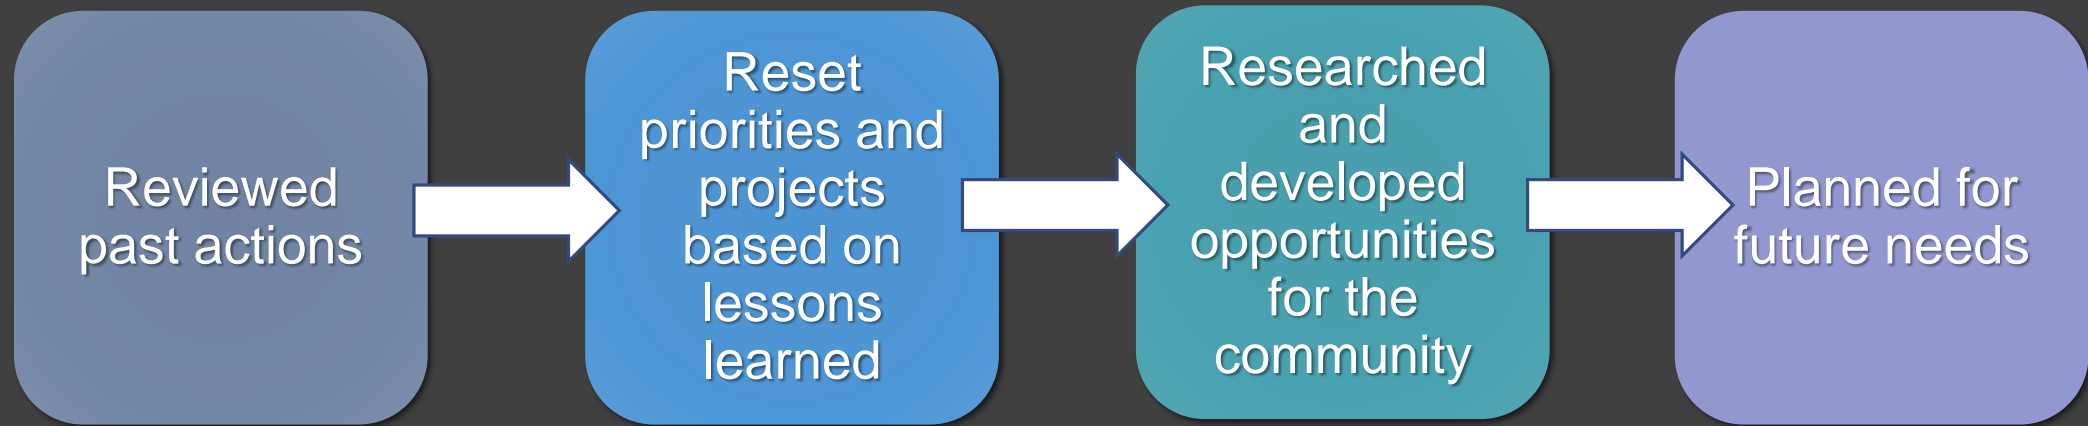 Reviewed
past actions
Reset
priorities and
projects
based on
lessons
learned
Researched
and
developed
opportunities
for the
community
Planned for
future needs